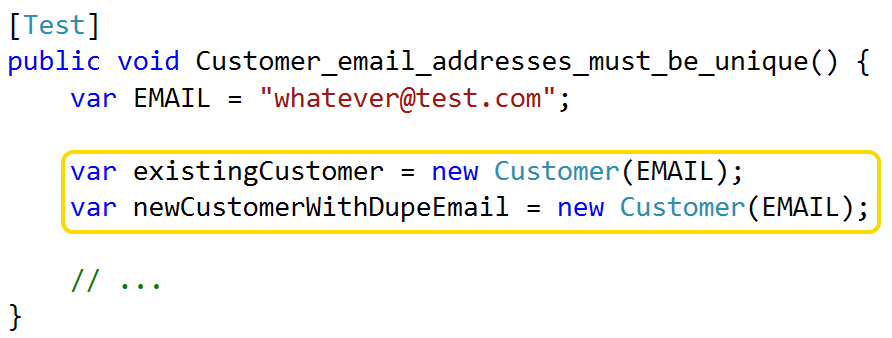 [Test]
public void Customer_email_addresses_must_be_unique() {
    var EMAIL = "whatever@test.com";
    var existingCustomer = new Customer(EMAIL);
    var newCustomerWithDupeEmail = new Customer(EMAIL);
    // ...
}